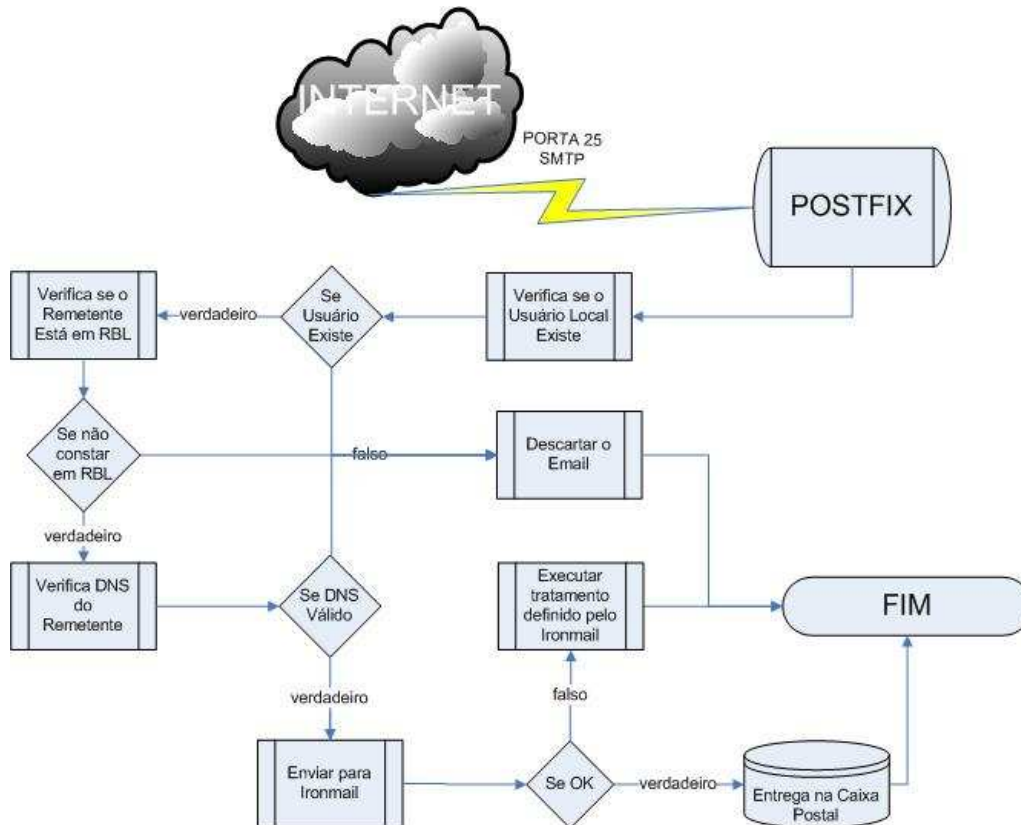 INTERNET
PORTA 25
SMTP
POSTFIX
Verifica se o
Remetente
Está em RBL
verdadeiro
Se
Usuário
Existe
Verifica se o
Usuário Local
Existe
Se não
constar
em RBL
falso
Descartar o
Email
verdadeiro
Verifica DNS
do
Remetente
Se DNS
Válido
Executar
tratamento
definido pelo
Ironmail
FIM
verdadeiro
falso
Enviar para
Ironmail
Se OK
verdadeiro
Entrega na Caixa
Postal